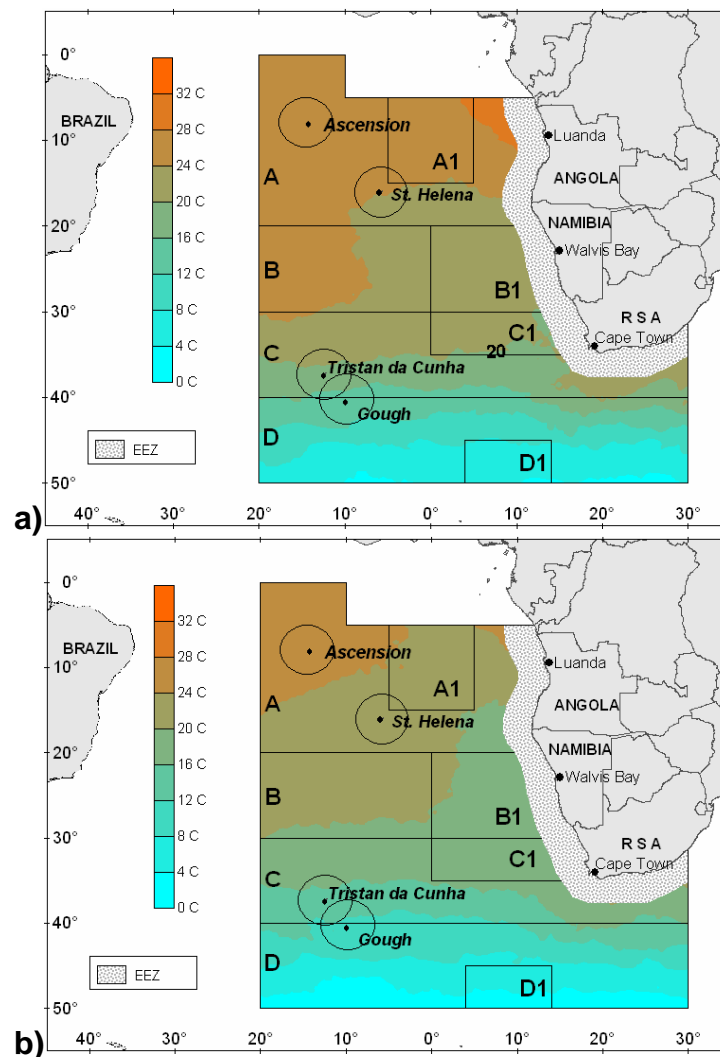 0°
32 C
BRAZIL
28 C
Ascension
Luanda
10°
24 C
A1
A
ANGOLA
20 C
St. Helena
NAMIBIA
20°
16 C
Walvis Bay
12 C
B
B1
8 C
30°
R S A
4 C
C1
Cape Town
C
20
0 C
Tristan da Cunha
40°
Gough
D
EEZ
D1
50°
a)
40° 30° 20° 10° 0° 10° 20° 30°
0°
32 C
BRAZIL
28 C
Ascension
Luanda
10°
24 C
A1
A
ANGOLA
20 C
St. Helena
NAMIBIA
20°
16 C
Walvis Bay
12 C
B
B1
8 C
30°
R S A
4 C
C1
Cape Town
C
0 C
Tristan da Cunha
40°
Gough
D
EEZ
D1
50°
b)
40° 30° 20° 10° 0° 10° 20° 30°